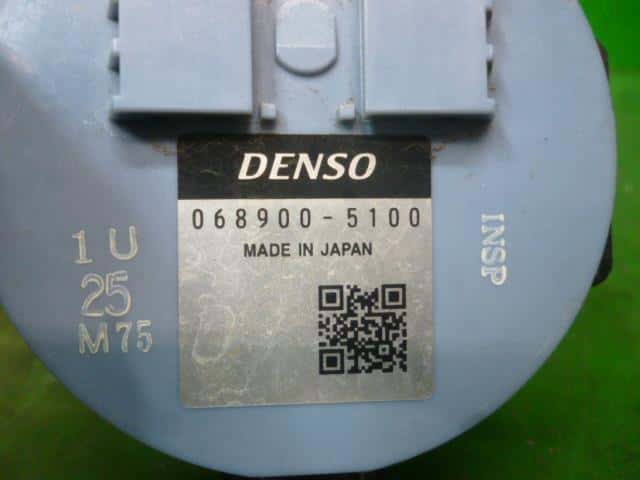 DENSO
068900-5100
MADE IN JAPAN
1U
25
M75
INSP